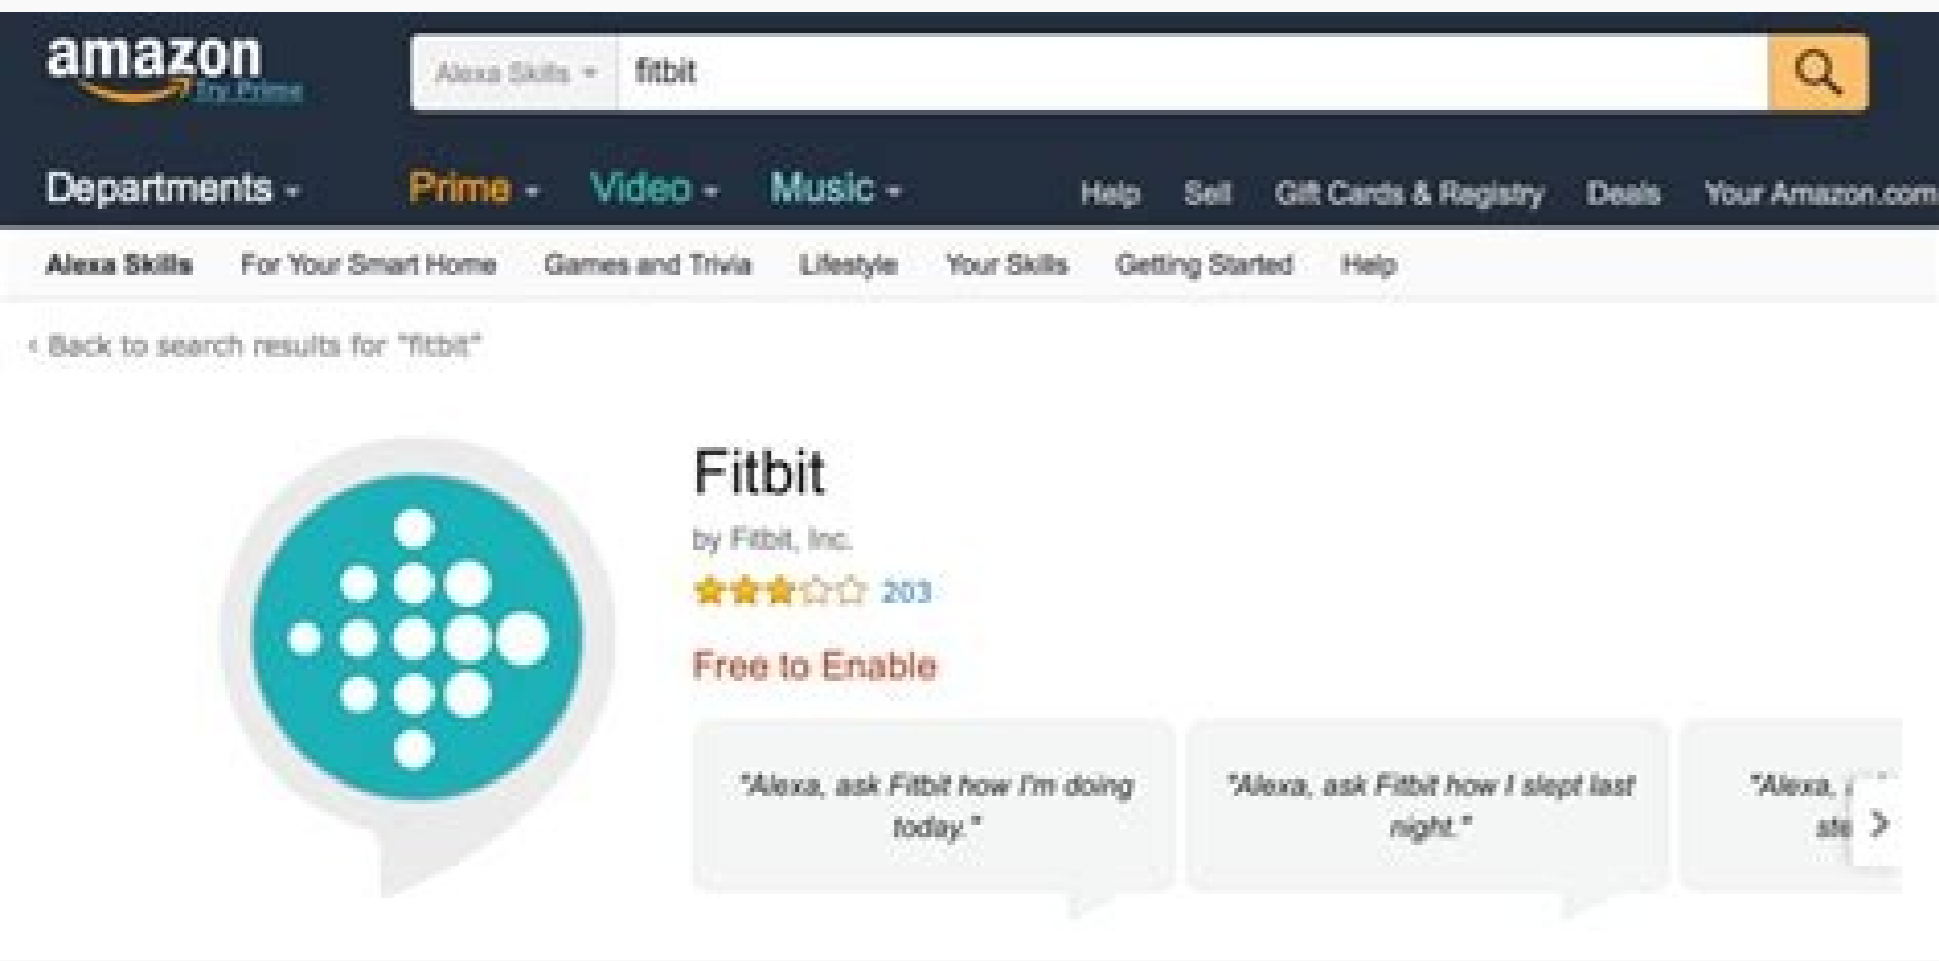 amazon
Try Prime
Alexa Skills
fitbit
Departments
Prime
Video
Music
Help
Sell
Gift Cards & Registry
Deals
Your Amazon.com
Alexa Skills
For Your Smart Home
Games and Trivia
Lifestyle
Your Skills
Getting Started
Help
‹ Back to search results for "fitbit"
Fitbit
by Fitbit, Inc.
203
Free to Enable
"Alexa, ask Fitbit how I'm doing
today."
"Alexa, ask Fitbit how I slept last
night."
"Alexa,